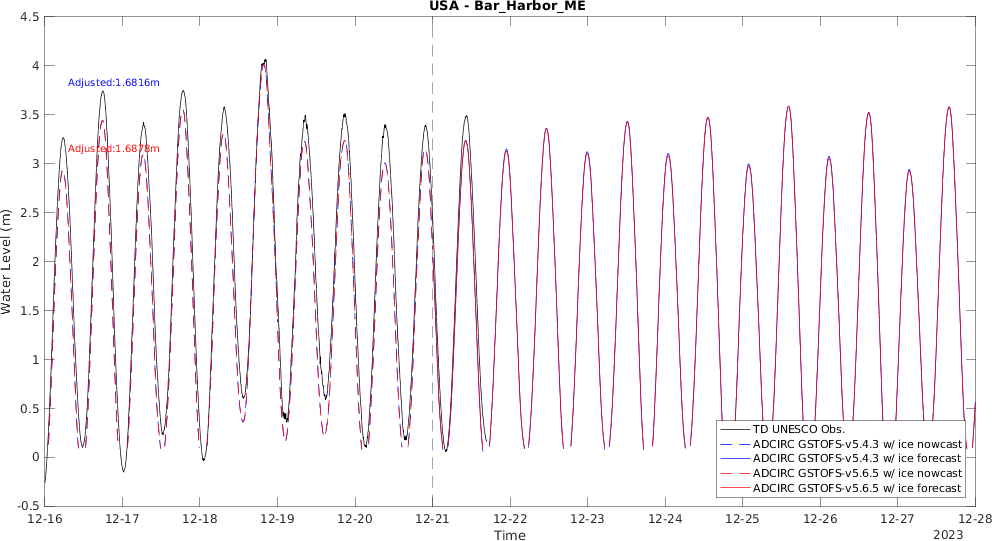 USA - Bar_Harbor_ME
Adjusted:1.6816m
Adjusted:1.6878m
Water Level (m)
4.5
4
3.5
3
2.5
2
1.5
1
0.5
0
-0.5
12-16
12-17
12-18
12-19
12-20
12-21
12-22
12-23
12-24
12-25
12-26
12-27
12-28
Time
2023
TD UNESCO Obs.
ADCIRC GSTOFS-v5.4.3 w/ ice nowcast
ADCIRC GSTOFS-v5.4.3 w/ ice forecast
ADCIRC GSTOFS-v5.6.5 w/ ice nowcast
ADCIRC GSTOFS-v5.6.5 w/ ice forecast